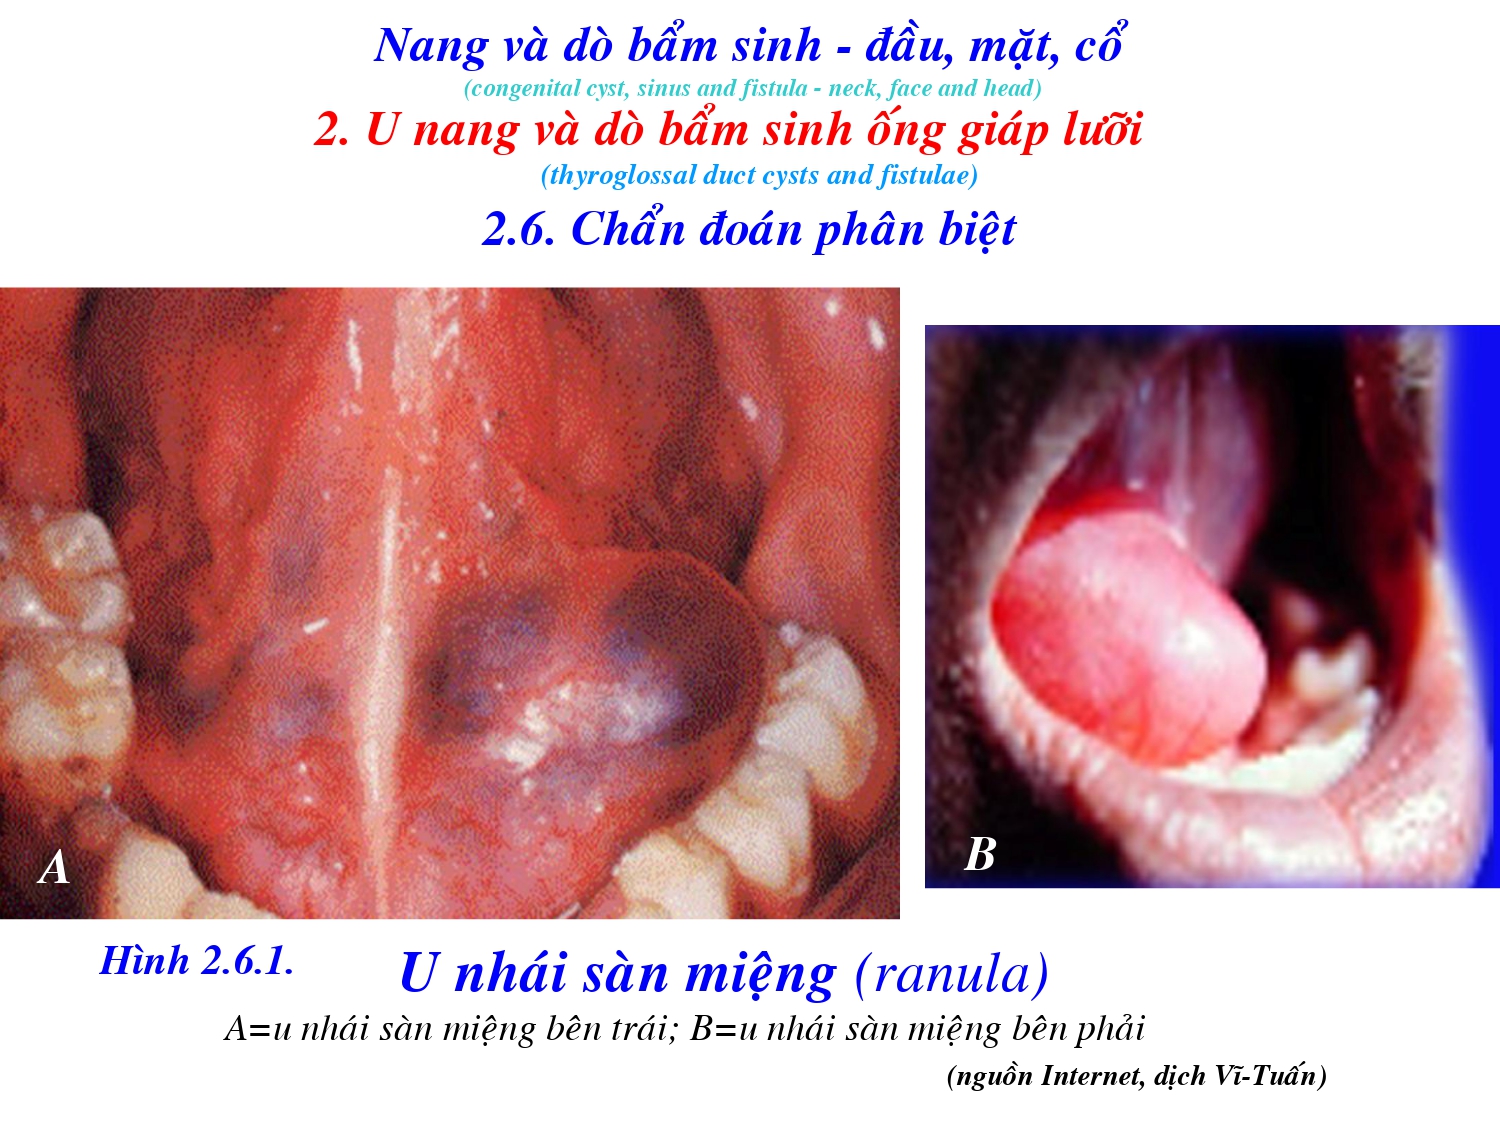 Nang và dò bẩm sinh - đầu, mặt, cổ
(congenital cyst, sinus and fistula - neck, face and head)
2. U nang và dò bẩm sinh ống giáp lưỡi
(thyroglossal duct cysts and fistulae)
2.6. Chẩn đoán phân biệt
A
B
Hình 2.6.1.
U nhái sàn miệng (ranula)
A=u nhái sàn miệng bên trái; B=u nhái sàn miệng bên phải
(nguồn Internet, dịch Vĩ-Tuấn)